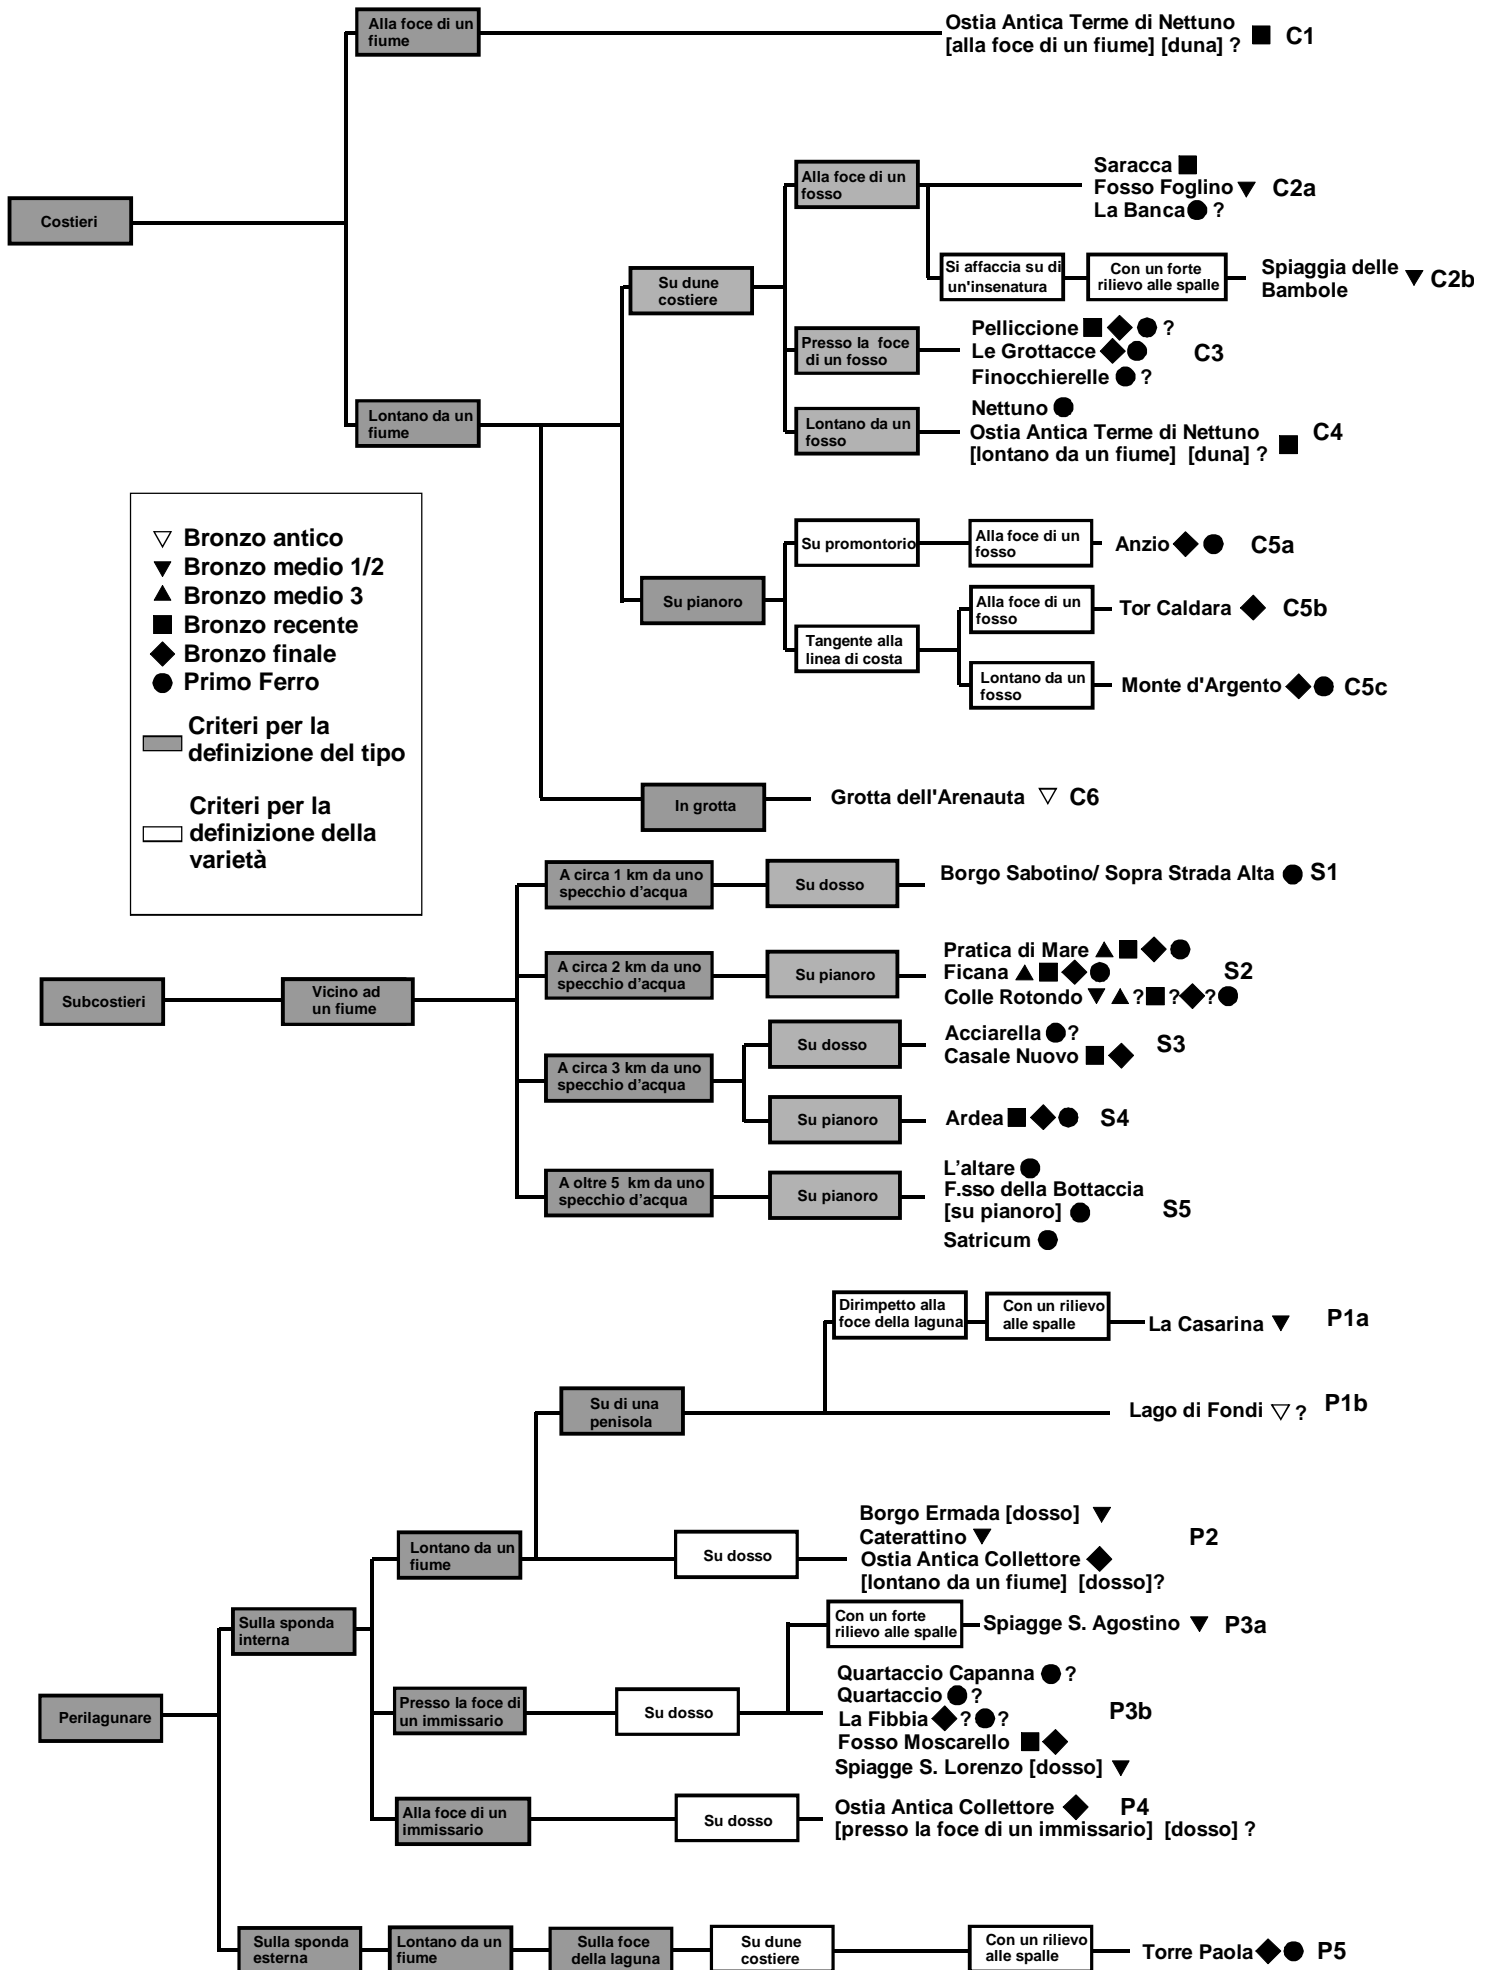 Alla foce di un
fiume
Ostia Antica Terme di Nettuno
[alla foce di un fiume] [duna] ?
C1
Costieri
Alla foce di un
fosso
Saracca
Fosso Foglino
La Banca ?
C2a
Si affaccia su di
un'insenatura
Con un forte
rilievo alle spalle
Spiaggia delle
Bambole
C2b
Su dune
costiere
Presso la foce
di un fosso
Pelliccione ?
Le Grottacce
Finocchierelle ?
C3
Lontano da un
fiume
Lontano da un
fosso
Nettuno
Ostia Antica Terme di Nettuno
[lontano da un fiume] [duna] ?
C4
Su pianoro
Su promontorio
Alla foce di un
fosso
Anzio
C5a
Tangente alla
linea di costa
Alla foce di un
fosso
Tor Caldara
C5b
Lontano da un
fosso
Monte d'Argento
C5c
In grotta
Grotta dell'Arenauta
C6
Bronzo antico
Bronzo medio 1/2
Bronzo medio 3
Bronzo recente
Bronzo finale
Primo Ferro
Criteri per la
definizione del tipo
Criteri per la
definizione della
varietà
Subcostieri
Vicino ad
un fiume
A circa 1 km da uno
specchio d'acqua
Su dosso
Borgo Sabotino/ Sopra Strada Alta
S1
A circa 2 km da uno
specchio d'acqua
Su pianoro
Pratica di Mare
Ficana
Colle Rotondo ? ? ?
S2
A circa 3 km da uno
specchio d'acqua
Su dosso
Acciarella ?
Casale Nuovo
S3
Su pianoro
Ardea
S4
A oltre 5 km da uno
specchio d'acqua
Su pianoro
L'altare
F.sso della Bottaccia
[su pianoro]
Satricum
S5
Perilagunare
Sulla sponda
interna
Lontano da un
fiume
Su di una
penisola
Dirimpetto alla
foce della laguna
Con un rilievo
alle spalle
La Casarina
P1a
Lago di Fondi ?
P1b
Su dosso
Borgo Ermada [dosso]
Caterattino
Ostia Antica Collettore
[lontano da un fiume] [dosso]?
P2
Presso la foce di
un immissario
Su dosso
Con un forte
rilievo alle spalle
Spiagge S. Agostino
P3a
Quartaccio Capanna ?
Quartaccio ?
La Fibbia ? ?
Fosso Moscarello
Spiagge S. Lorenzo [dosso]
P3b
Alla foce di un
immissario
Su dosso
Ostia Antica Collettore
[presso la foce di un immissario] [dosso] ?
P4
Sulla sponda
esterna
Lontano da un
fiume
Sulla foce
della laguna
Su dune
costiere
Con un rilievo
alle spalle
Torre Paola
P5